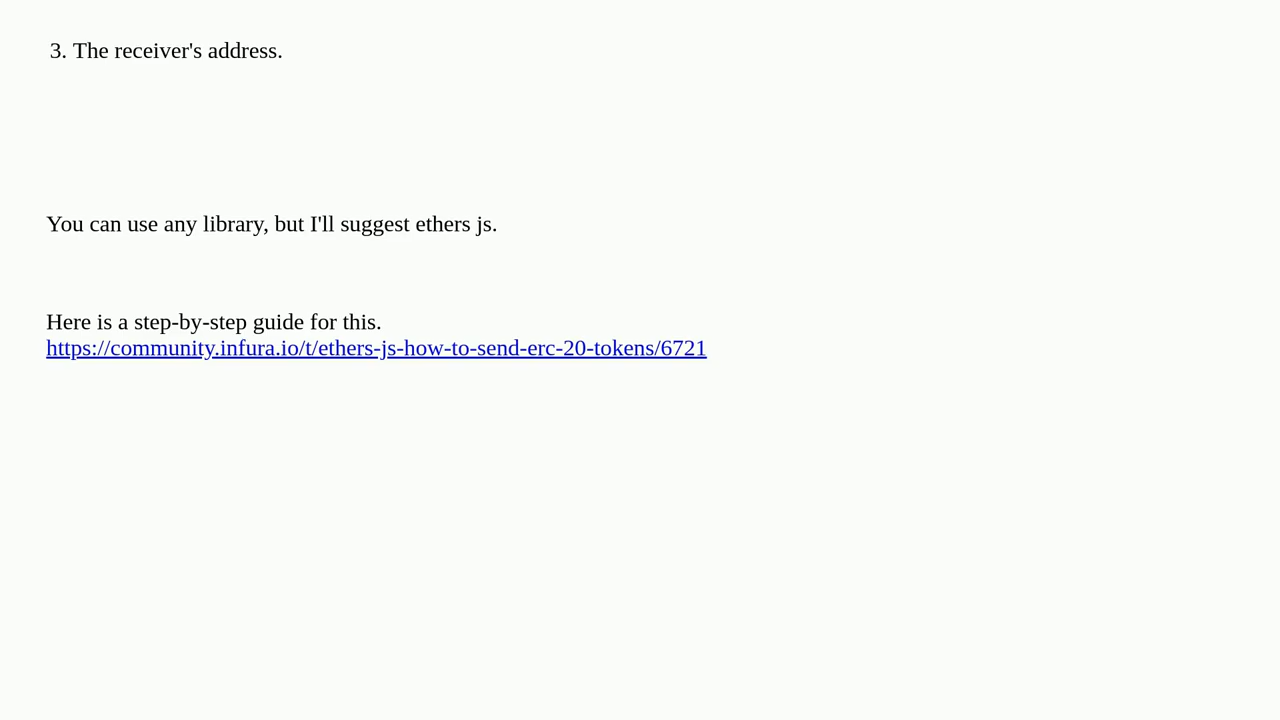 3. The receiver's address.
You can use any library, but I'll suggest ethers js.
Here is a step-by-step guide for this.
https://community.infura.io/t/ethers-js-how-to-send-erc-20-tokens/6721